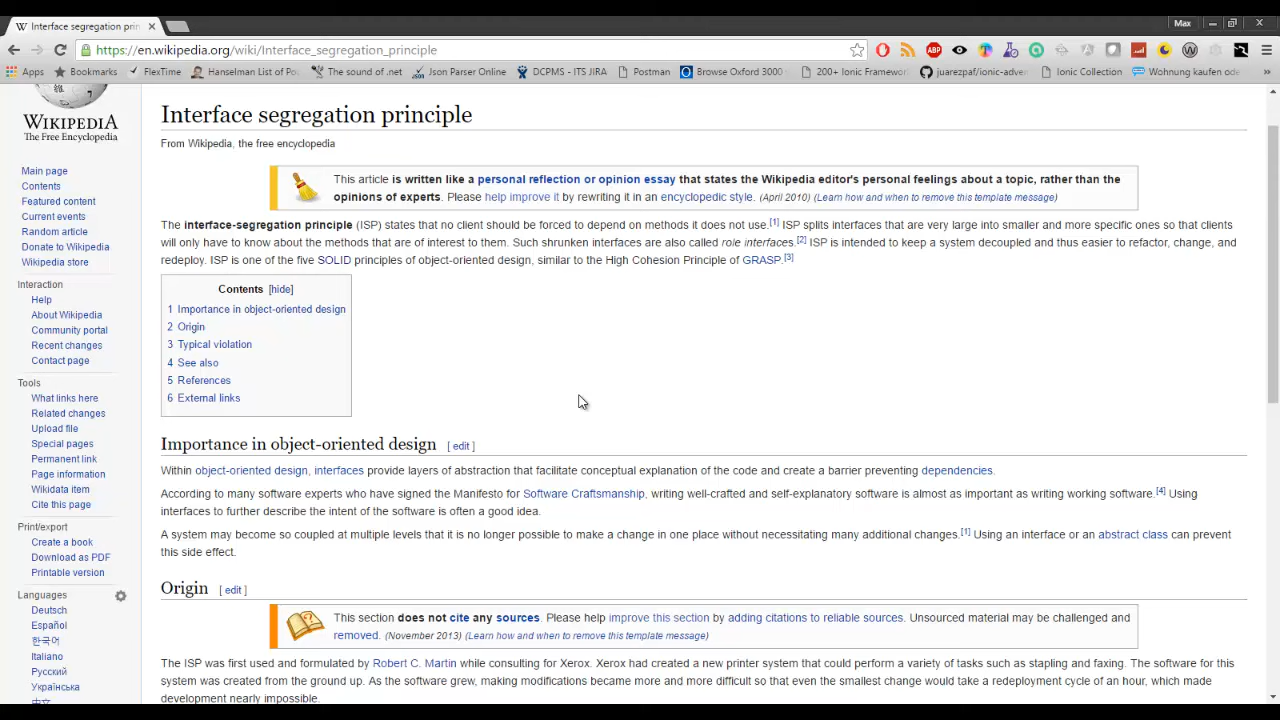 Interface segregation prin
Max
https://en.wikipedia.org/wiki/Interface_segregation_principle
Apps Bookmarks FlexTime Hanselman List of Po The sound of .net Json Parser Online DCPMS - ITS JIRA Postman Browse Oxford 3000 200+ Ionic Framework juarezpaf/ionic-adve Ionic Collection Wohnung kaufen ode
WIKIPEDIA
The Free Encyclopedia
Main page
Contents
Featured content
Current events
Random article
Donate to Wikipedia
Wikipedia store
Interaction
Help
About Wikipedia
Community portal
Recent changes
Contact page
Tools
What links here
Related changes
Upload file
Special pages
Permanent link
Page information
Wikidata item
Cite this page
Print/export
Create a book
Download as PDF
Printable version
Languages
Deutsch
Español
한국어
Italiano
Русский
Українська
中文
Interface segregation principle
From Wikipedia, the free encyclopedia
This article is written like a personal reflection or opinion essay that states the Wikipedia editor's personal feelings about a topic, rather than the
opinions of experts. Please help improve it by rewriting it in an encyclopedic style. (April 2010) (Learn how and when to remove this template message)
The interface-segregation principle (ISP) states that no client should be forced to depend on methods it does not use.[1] ISP splits interfaces that are very large into smaller and more specific ones so that clients
will only have to know about the methods that are of interest to them. Such shrunken interfaces are also called role interfaces.[2] ISP is intended to keep a system decoupled and thus easier to refactor, change, and
redeploy. ISP is one of the five SOLID principles of object-oriented design, similar to the High Cohesion Principle of GRASP.[3]
Contents [hide]
1 Importance in object-oriented design
2 Origin
3 Typical violation
4 See also
5 References
6 External links
Importance in object-oriented design [ edit ]
Within object-oriented design, interfaces provide layers of abstraction that facilitate conceptual explanation of the code and create a barrier preventing dependencies.
According to many software experts who have signed the Manifesto for Software Craftsmanship, writing well-crafted and self-explanatory software is almost as important as writing working software.[4] Using
interfaces to further describe the intent of the software is often a good idea.
A system may become so coupled at multiple levels that it is no longer possible to make a change in one place without necessitating many additional changes.[1] Using an interface or an abstract class can prevent
this side effect.
Origin [ edit ]
This section does not cite any sources. Please help improve this section by adding citations to reliable sources. Unsourced material may be challenged and
removed. (November 2013) (Learn how and when to remove this template message)
The ISP was first used and formulated by Robert C. Martin while consulting for Xerox. Xerox had created a new printer system that could perform a variety of tasks such as stapling and faxing. The software for this
system was created from the ground up. As the software grew, making modifications became more and more difficult so that even the smallest change would take a redeployment cycle of an hour, which made
development nearly impossible.